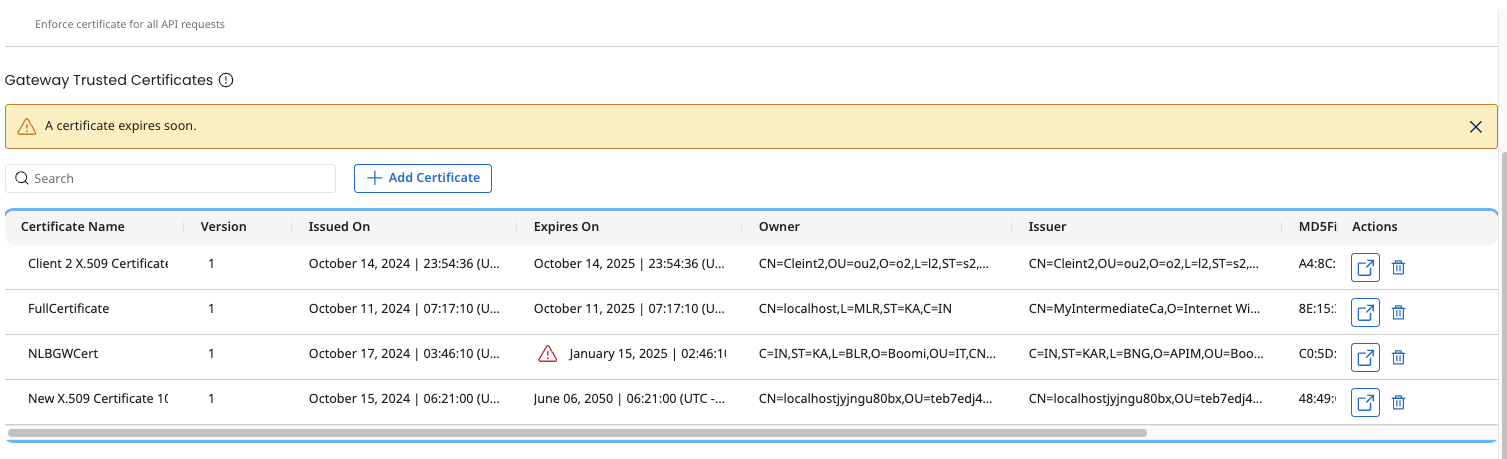 Enforce certificate for all API requests
Gateway Trusted Certificates
A certificate expires soon.
Search
Add Certificate
Certificate Name Version Issued On Expires On Owner Issuer MD5Fi Actions
Client 2 X.509 Certificate 1 October 14, 2024 | 23:54:36 (U... October 14, 2025 | 23:54:36 (U... CN=Cleint2,OU=ou2,O=o2,L=l2,ST=s2,... CN=Cleint2,OU=ou2,O=o2,L=l2,ST=s2,... A4:8C:
FullCertificate 1 October 11, 2024 | 07:17:10 (U... October 11, 2025 | 07:17:10 (U... CN=localhost,L=MLR,ST=KA,C=IN CN=MyIntermediateCa,O=Internet Wi... 8E:15:
NLBGWCert 1 October 17, 2024 | 03:46:10 (U... January 15, 2025 | 02:46:10 C=IN,ST=KA,L=BLR,O=Boomi,OU=IT,CN... C=IN,ST=KAR,L=BNG,O=APIM,OU=Boo... C0:5D:
New X.509 Certificate 10 1 October 15, 2024 | 06:21:00 (U... June 06, 2050 | 06:21:00 (UTC -... CN=localhostjyjngu80bx,OU=teb7edj4... CN=localhostjyjngu80bx,OU=teb7edj4... 48:49: